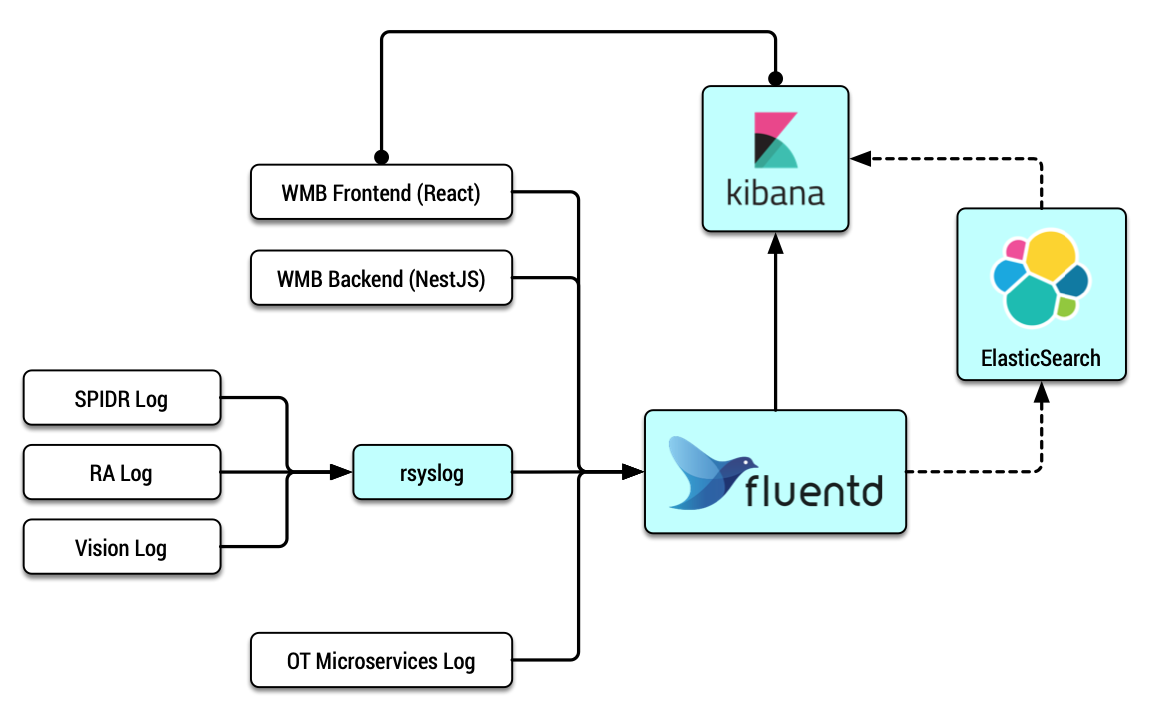 kibana
WMB Frontend (React)
WMB Backend (NestJS)
ElasticSearch
SPIDR Log
RA Log
rsyslog
fluentd
Vision Log
OT Microservices Log